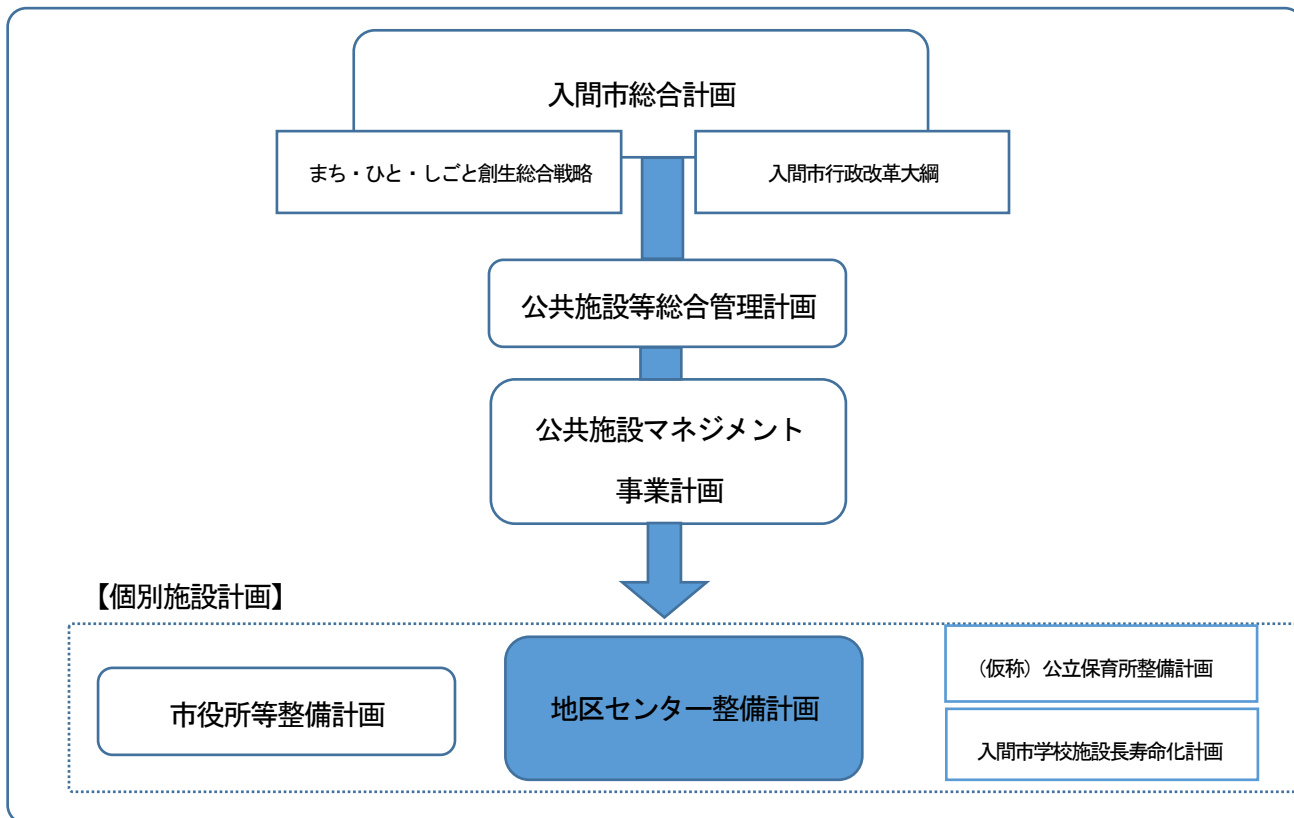 入間市総合計画
まち・ひと・しごと創生総合戦略
入間市行政改革大綱
公共施設等総合管理計画
公共施設マネジメント
事業計画
【個別施設計画】
市役所等整備計画
地区センター整備計画
（仮称）公立保育所整備計画
入間市学校施設長寿命化計画